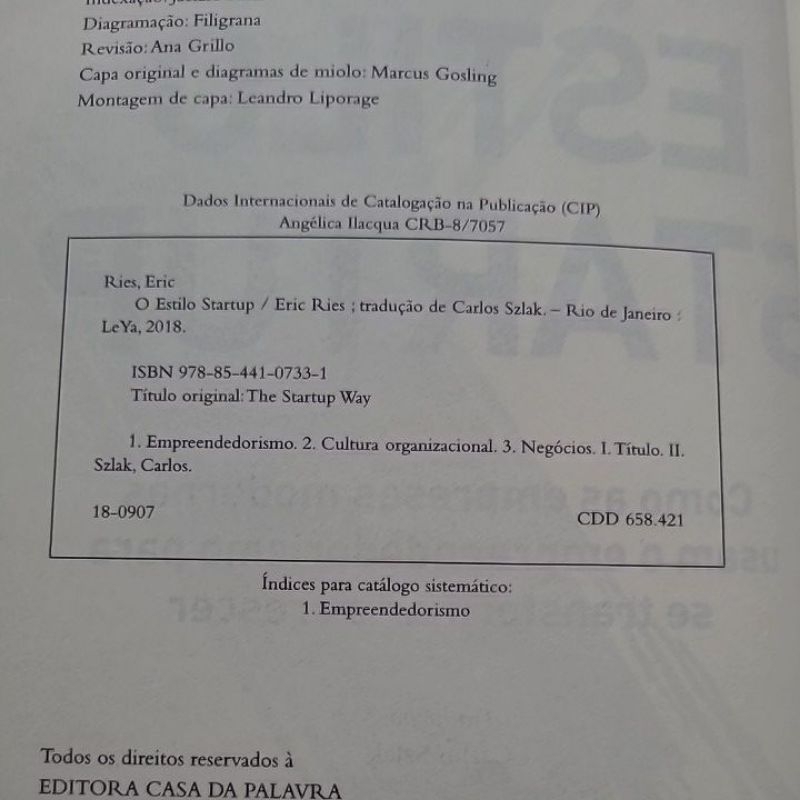 Diagramação: Filigrana
Revisão: Ana Grillo
Capa original e diagramas de miolo: Marcus Gosling
Montagem de capa: Leandro Liporage
Dados Internacionais de Catalogação na Publicação (CIP)
Angélica Ilacqua CRB-8/7057
Ries, Eric
O Estilo Startup / Eric Ries ; tradução de Carlos Szlak. – Rio de Janeiro :
LeYa, 2018.
ISBN 978-85-441-0733-1
Título original: The Startup Way
1. Empreendedorismo. 2. Cultura organizacional. 3. Negócios. I. Título. II.
Szlak, Carlos.
18-0907
CDD 658.421
Índices para catálogo sistemático:
1. Empreendedorismo
Todos os direitos reservados à
EDITORA CASA DA PALAVRA